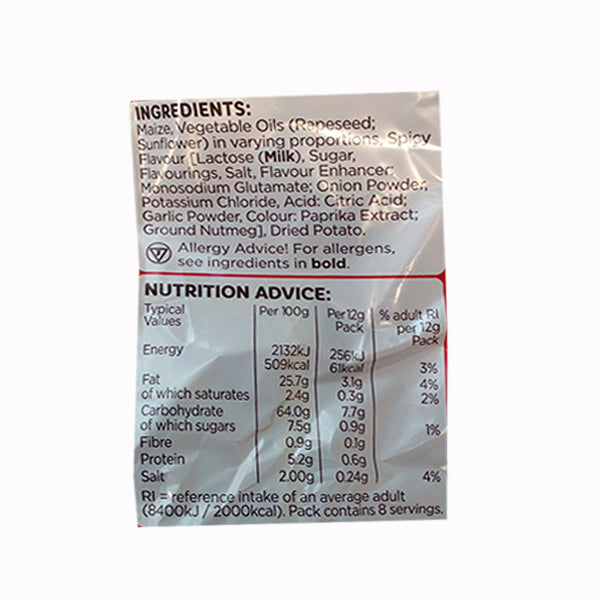 INGREDIENTS:
Maize, Vegetable Oils (Rapeseed;
Sunflower) in varying proportions, Spicy
Flavour [Lactose (Milk), Sugar,
Flavourings, Salt, Flavour Enhancer:
Monosodium Glutamate; Onion Powder,
Potassium Chloride, Acid: Citric Acid;
Garlic Powder, Colour: Paprika Extract;
Ground Nutmeg], Dried Potato.
V Allergy Advice! For allergens,
see ingredients in bold.
NUTRITION ADVICE:
Typical Values Per 100g Per 12g Pack % adult RI per 12g Pack
Energy 2132kJ 256kJ
509kcal 61kcal 3%
Fat 25.7g 3.1g 4%
of which saturates 2.4g 0.3g 2%
Carbohydrate 64.0g 7.7g
of which sugars 7.5g 0.9g 1%
Fibre 0.9g 0.1g
Protein 5.2g 0.6g
Salt 2.00g 0.24g 4%
RI = reference intake of an average adult
(8400kJ / 2000kcal). Pack contains 8 servings.